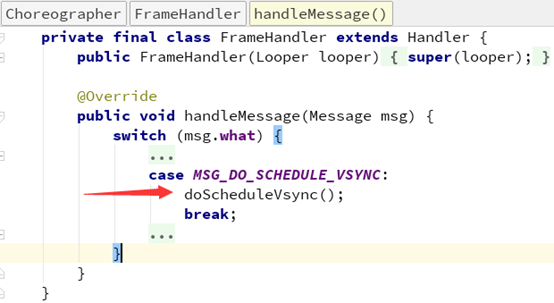 Choreographer FrameHandler handleMessage()
private final class FrameHandler extends Handler {
public FrameHandler(Looper looper) { super(looper); }
@Override
public void handleMessage(Message msg) {
switch (msg.what) {
...
case MSG_DO_SCHEDULE_VSYNC:
doScheduleVsync();
break;
...
}
}
}